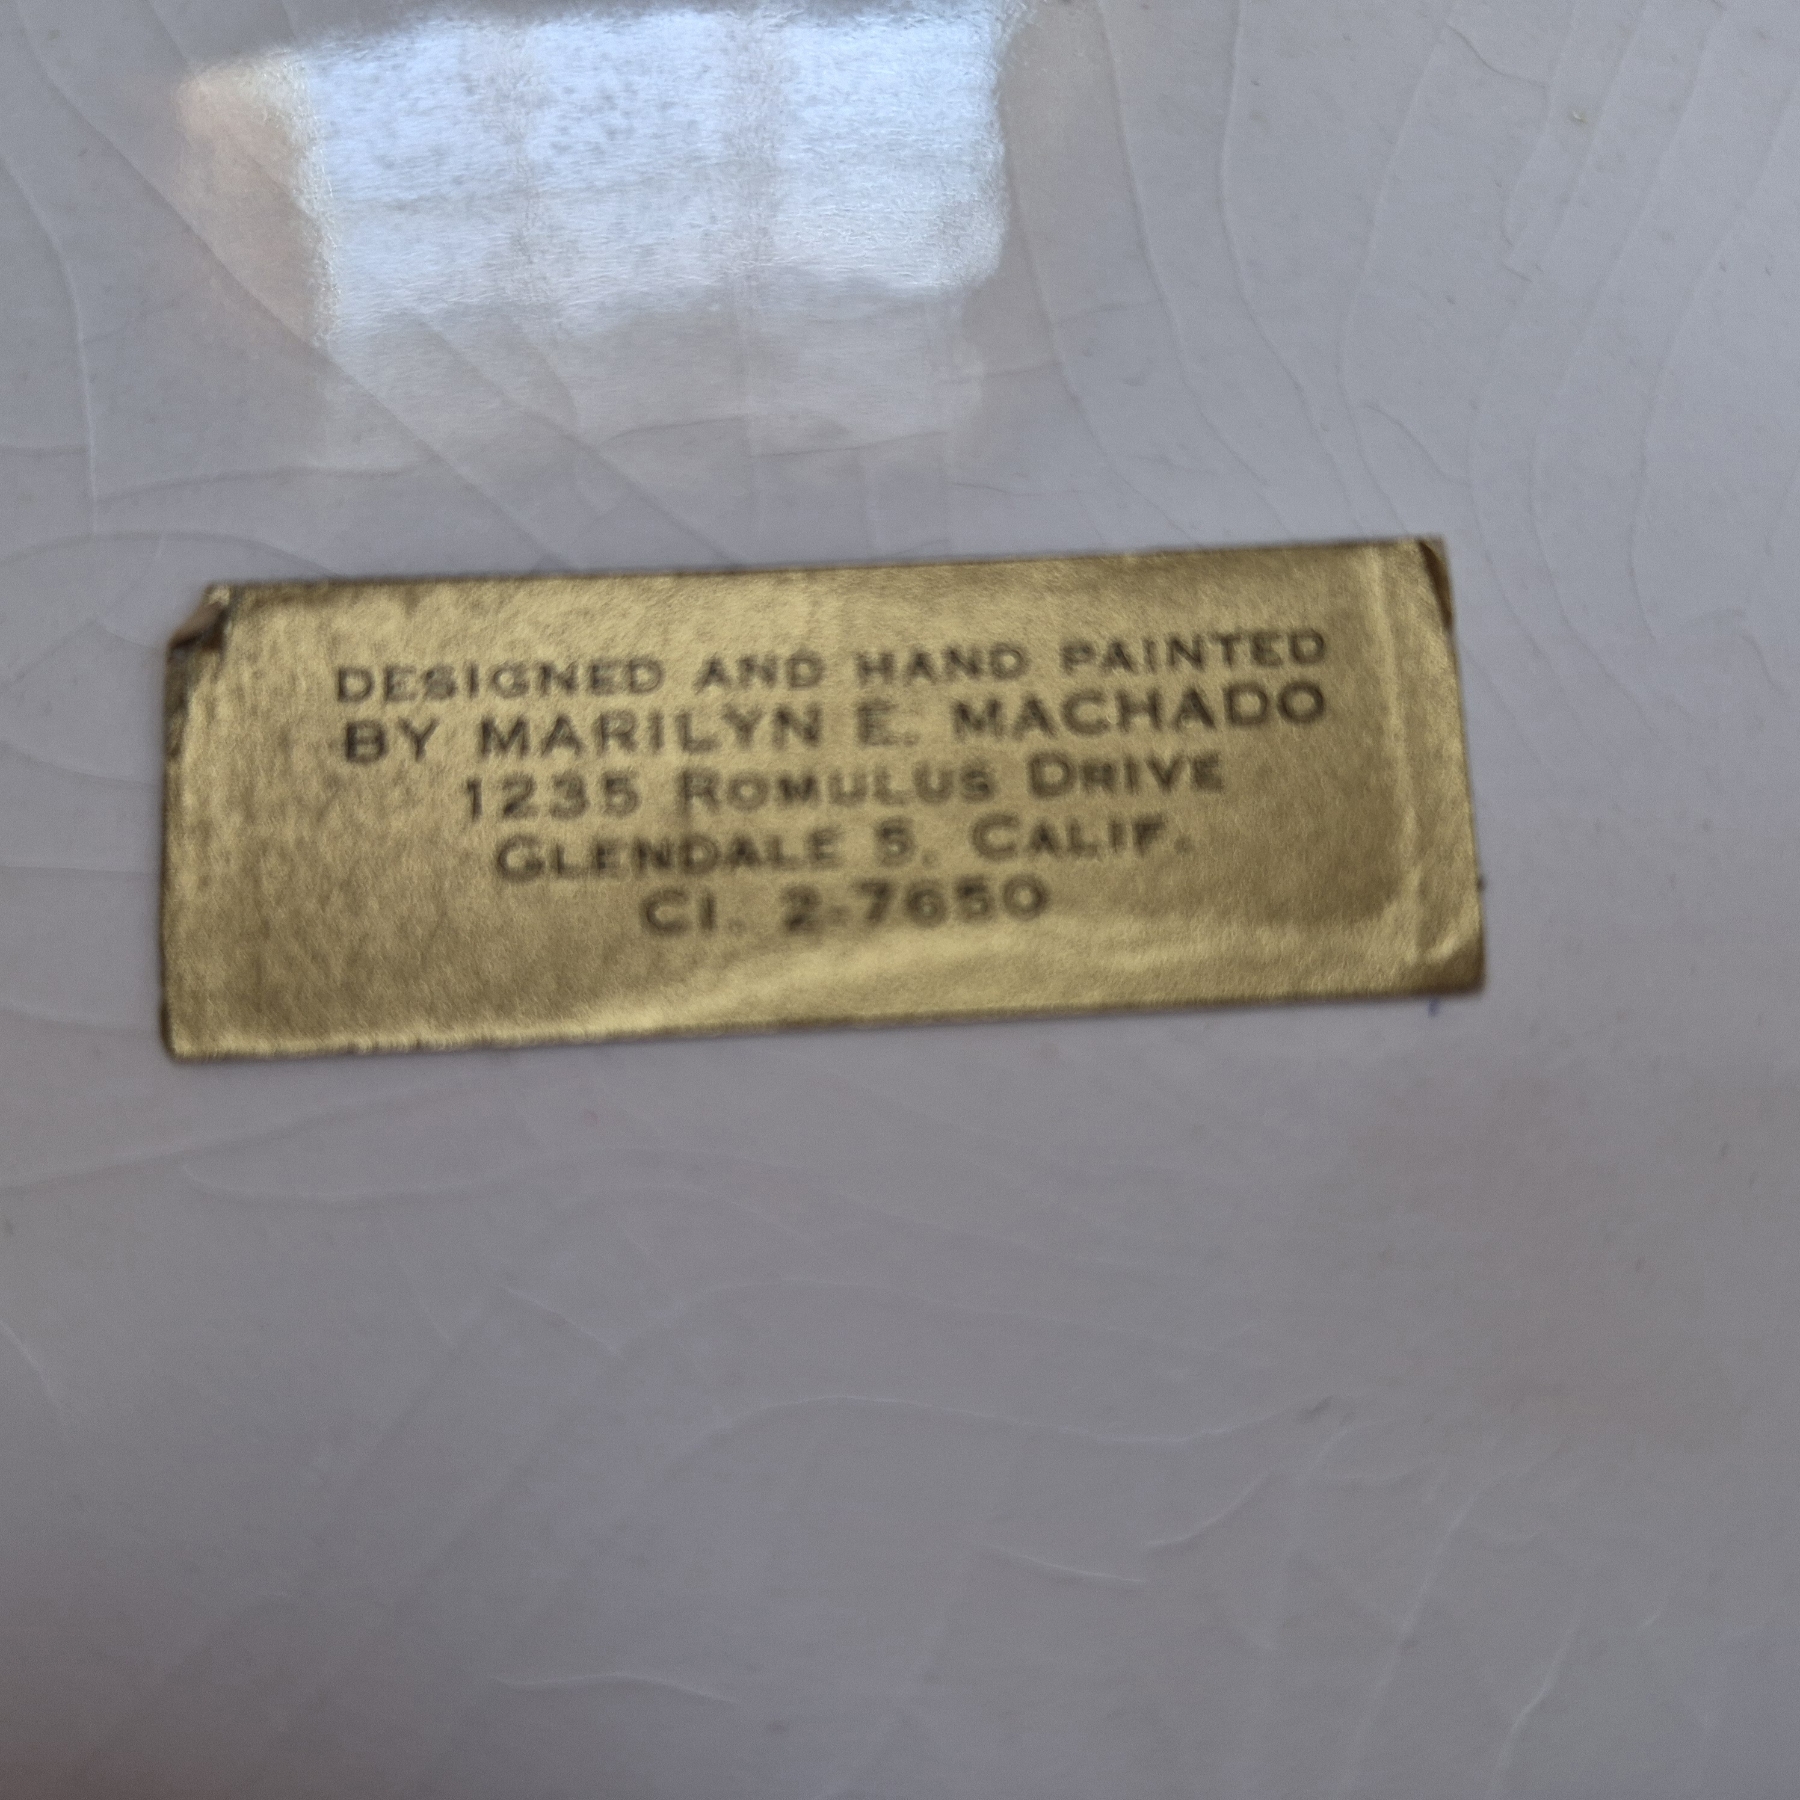 DESIGNED AND HAND PAINTED
BY MARILYN E. MACHADO
1235 ROMULUS DRIVE
GLENDALE 5, CALIF.
CI. 2-7650